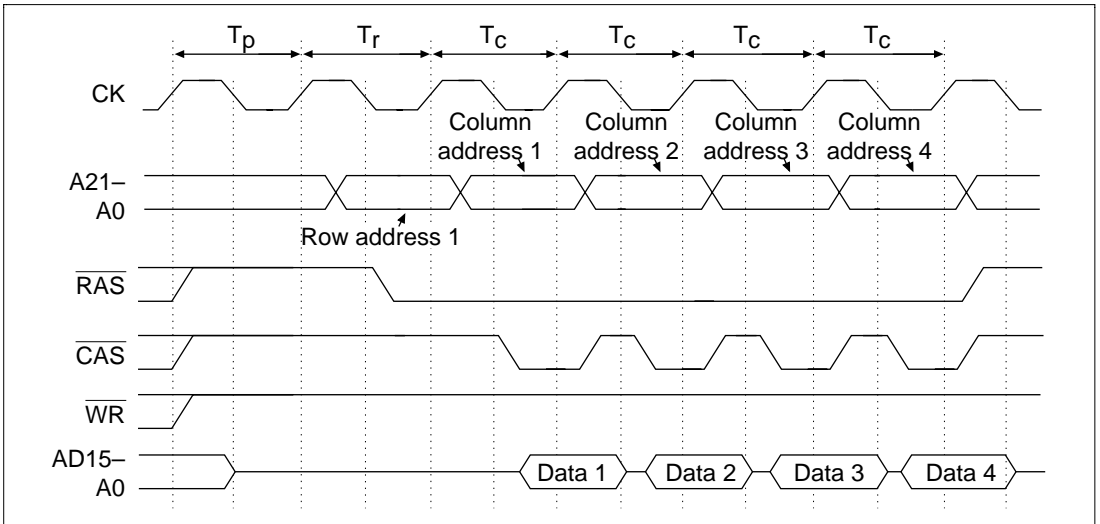 Tp Tr Tc Tc Tc Tc
CK
Column address 1
Column address 2
Column address 3
Column address 4
A21–
A0
Row address 1
RAS
CAS
WR
AD15–
A0
Data 1 Data 2 Data 3 Data 4